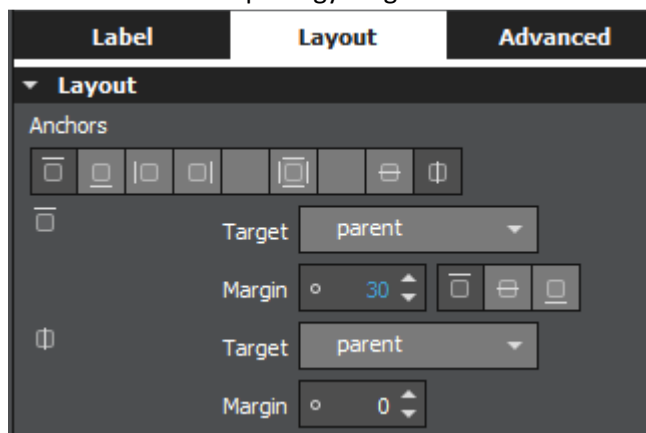 Label Layout Advanced
Layout
Anchors
Target parent
Margin 30
Target parent
Margin 0